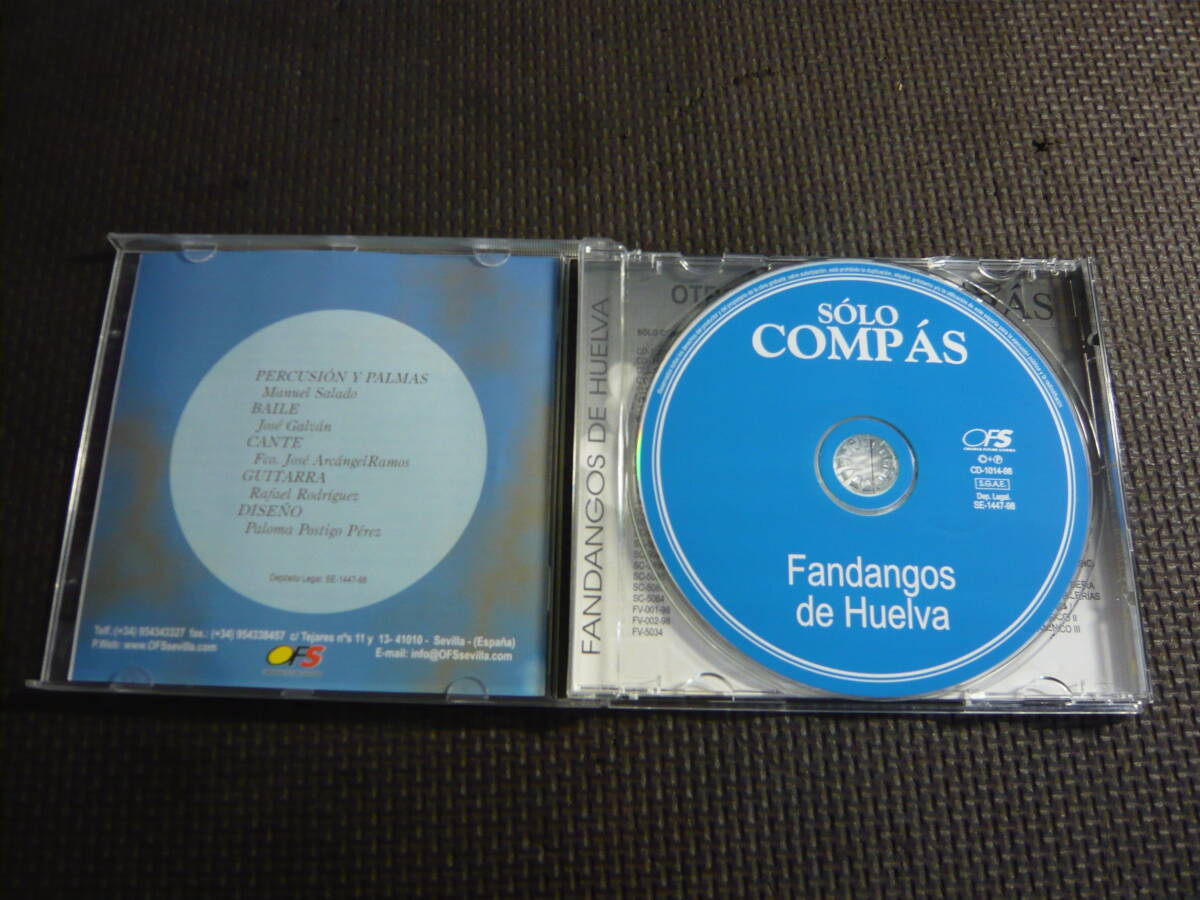 PERCUSIÓN Y PALMAS
Manuel Salado
BAILE
José Galván
CANTE
Fco. José Arcángel Ramos
GUITARRA
Rafael Rodríguez
DISEÑO
Paloma Postigo Pérez
Depósito Legal: SE-1447-98
Telf.:(+34) 954343327 fax.: (+34) 954338457 c/ Tejares nºs 11 y 13- 41010 - Sevilla - (España)
P.Web: www.OFSsevilla.com
E-mail: info@OFSsevilla.com
OFS
FANDANGOS DE HUELVA
SÓLO
COMPÁS
OFS
CD-1014-98
S.G.A.E.
Dep. Legal.
SE-1447-98
Fandangos
de Huelva
ÁS
SC-5084
FV-001-98
FV-002-98
FV-5034